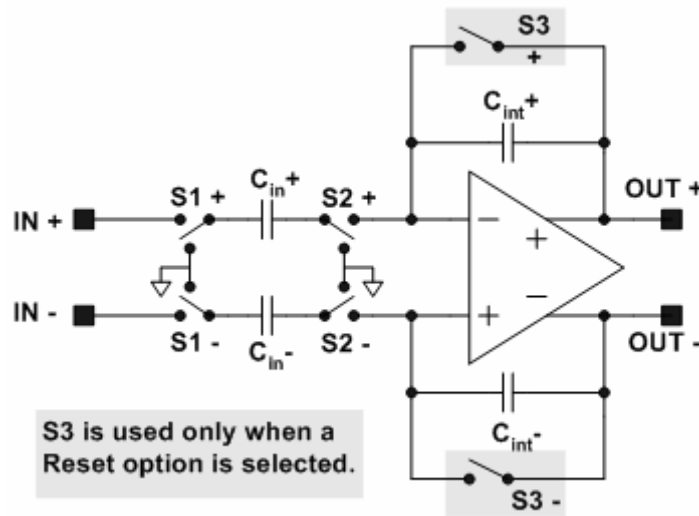 S3
+
Cint+
OUT +
S1 + Cin+ S2 +
IN +
−
+
+
−
IN -
S1 - Cin- S2 -
OUT -
Cint-
S3 -
S3 is used only when a
Reset option is selected.